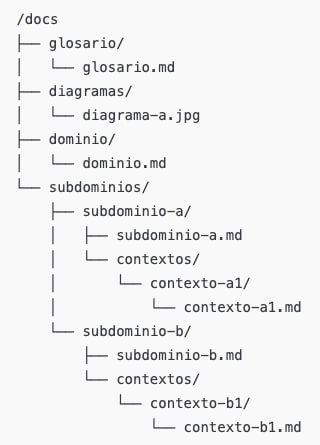 /docs
├── glosario/
│   └── glosario.md
├── diagramas/
│   └── diagrama-a.jpg
├── dominio/
│   └── dominio.md
└── subdominios/
    ├── subdominio-a/
    │   ├── subdominio-a.md
    │   └── contextos/
    │       └── contexto-a1/
    │           └── contexto-a1.md
    └── subdominio-b/
        ├── subdominio-b.md
        └── contextos/
            └── contexto-b1/
                └── contexto-b1.md